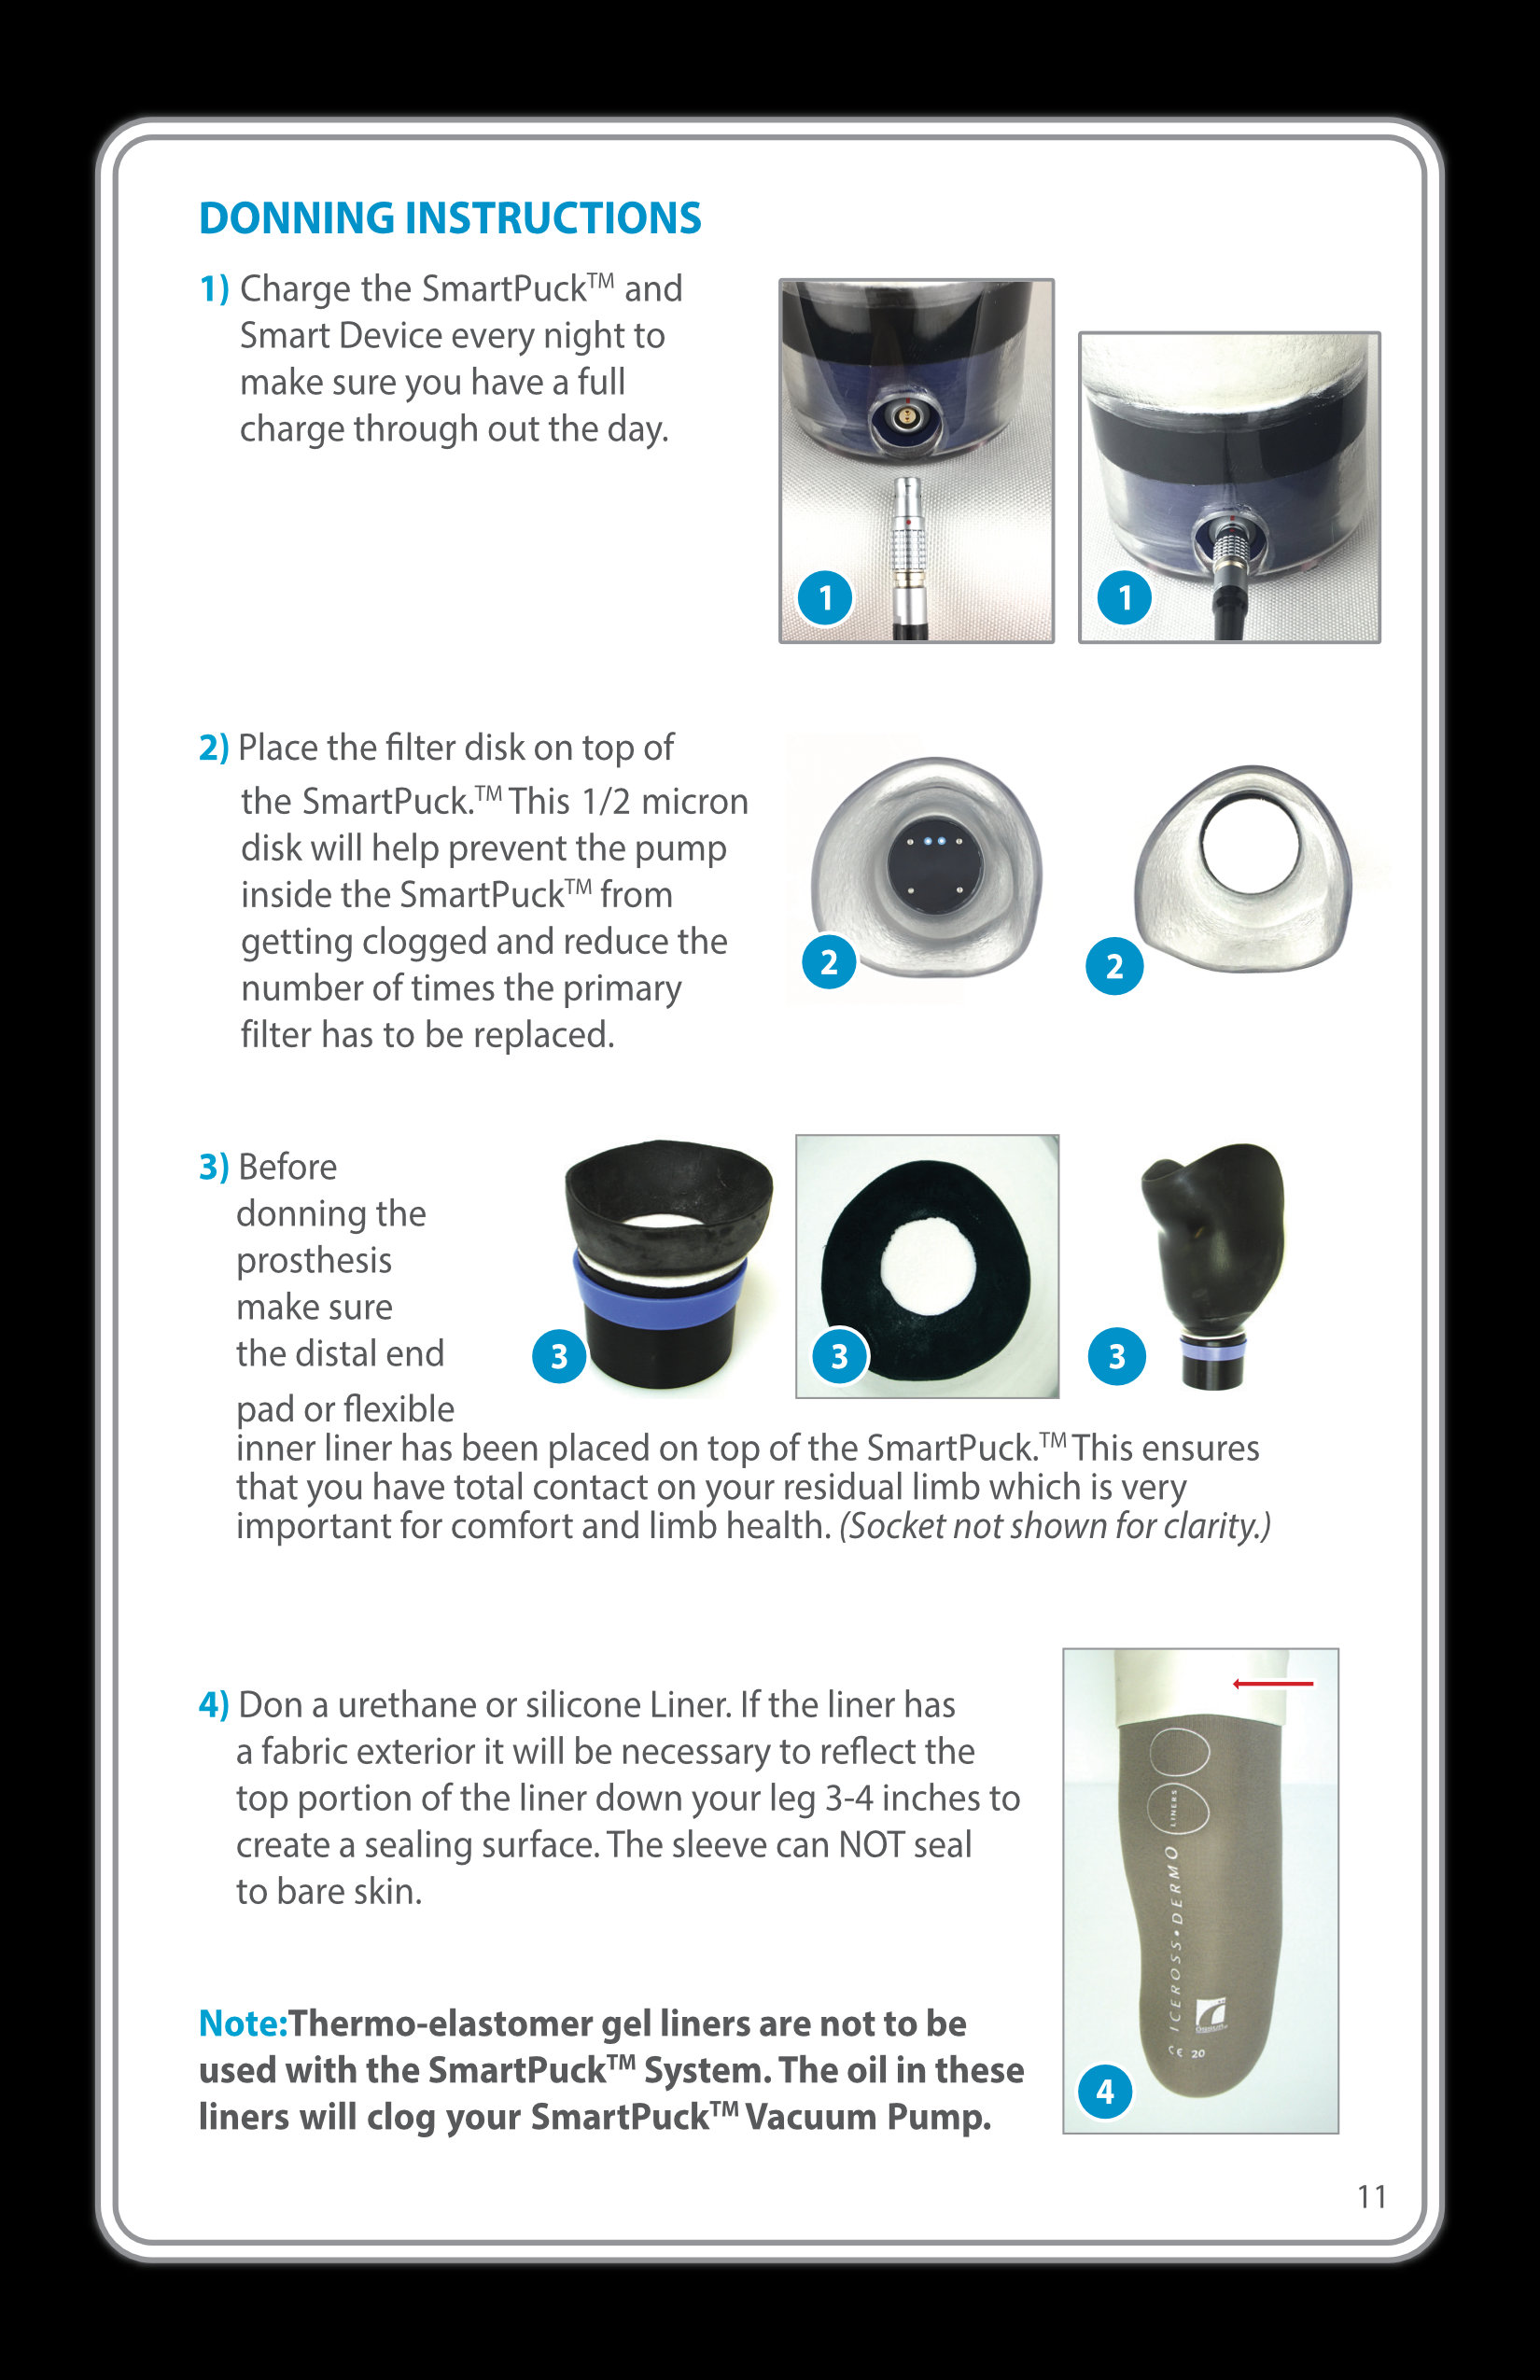 DONNING INSTRUCTIONS
1) Charge the SmartPuck™ and
Smart Device every night to
make sure you have a full
charge through out the day.
1
1
2) Place the filter disk on top of
the SmartPuck.™ This 1/2 micron
disk will help prevent the pump
inside the SmartPuck™ from
getting clogged and reduce the
number of times the primary
filter has to be replaced.
2
2
3) Before
donning the
prosthesis
make sure
the distal end
pad or flexible
inner liner has been placed on top of the SmartPuck.™ This ensures
that you have total contact on your residual limb which is very
important for comfort and limb health. (Socket not shown for clarity.)
3
3
3
4) Don a urethane or silicone Liner. If the liner has
a fabric exterior it will be necessary to reflect the
top portion of the liner down your leg 3-4 inches to
create a sealing surface. The sleeve can NOT seal
to bare skin.
ICEROSS•DERMO LINERS
CE 20
4
Note:Thermo-elastomer gel liners are not to be
used with the SmartPuck™ System. The oil in these
liners will clog your SmartPuck™ Vacuum Pump.
11